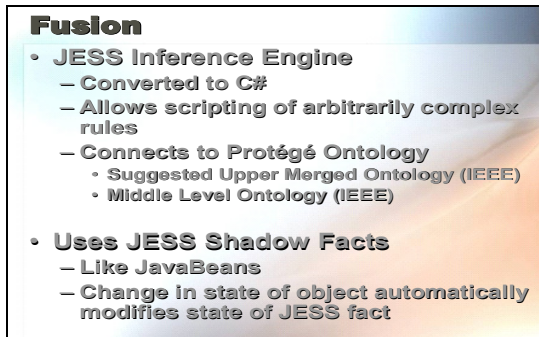 Fusion
• JESS Inference Engine
– Converted to C#
– Allows scripting of arbitrarily complex
rules
– Connects to Protégé Ontology
• Suggested Upper Merged Ontology (IEEE)
• Middle Level Ontology (IEEE)
• Uses JESS Shadow Facts
– Like JavaBeans
– Change in state of object automatically
modifies state of JESS fact